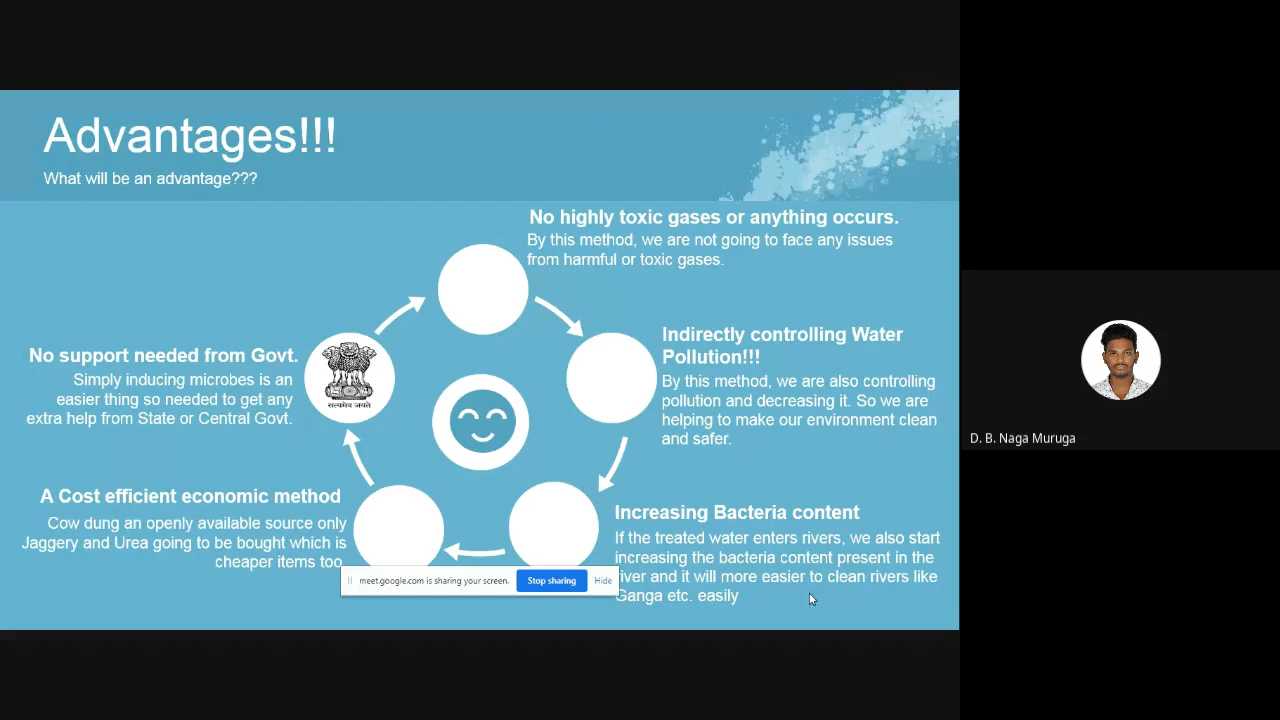 Advantages!!!
What will be an advantage???
No highly toxic gases or anything occurs.
By this method, we are not going to face any issues
from harmful or toxic gases.
Indirectly controlling Water
Pollution!!!
By this method, we are also controlling
pollution and decreasing it. So we are
helping to make our environment clean
and safer.
Increasing Bacteria content
If the treated water enters rivers, we also start
increasing the bacteria content present in the
river and it will more easier to clean rivers like
Ganga etc. easily
A Cost efficient economic method
Cow dung an openly available source only
Jaggery and Urea going to be bought which is
cheaper items too.
No support needed from Govt.
Simply inducing microbes is an
easier thing so needed to get any
extra help from State or Central Govt.
सत्यमेव जयते
meet.google.com is sharing your screen.
Stop sharing
Hide
D. B. Naga Muruga